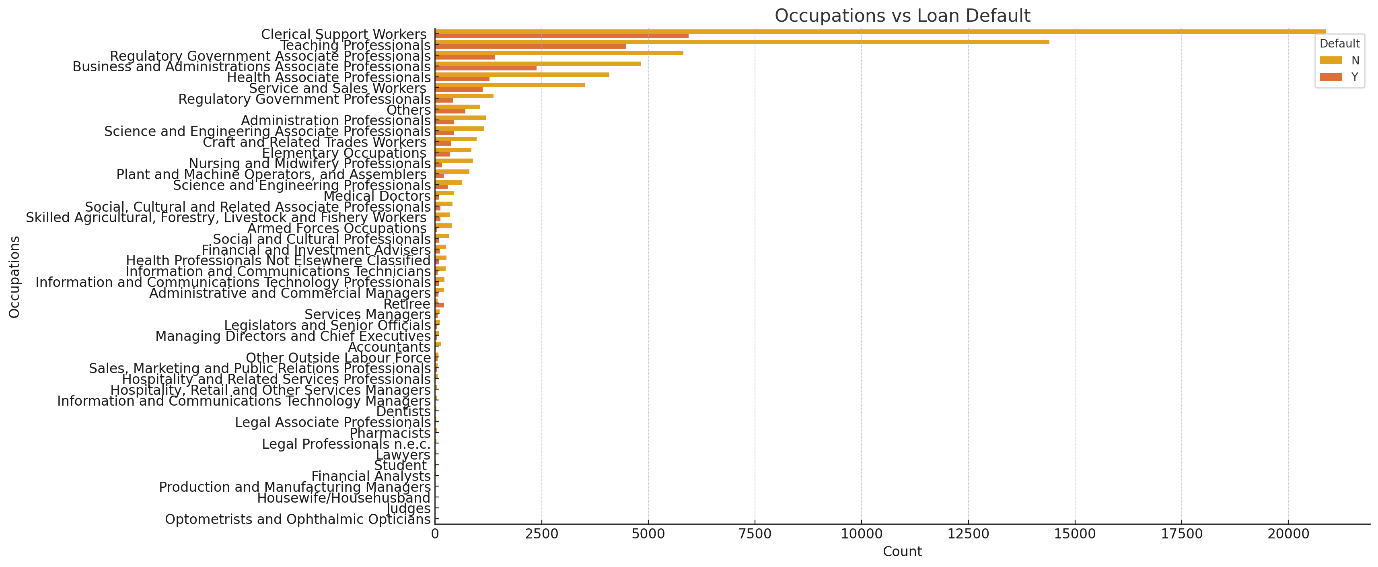 Occupations vs Loan Default
Clerical Support Workers
Teaching Professionals
Regulatory Government Associate Professionals
Business and Administrations Associate Professionals
Health Associate Professionals
Service and Sales Workers
Regulatory Government Professionals
Others
Administration Professionals
Science and Engineering Associate Professionals
Craft and Related Trades Workers
Elementary Occupations
Nursing and Midwifery Professionals
Plant and Machine Operators, and Assemblers
Science and Engineering Professionals
Medical Doctors
Social, Cultural and Related Associate Professionals
Skilled Agricultural, Forestry, Livestock and Fishery Workers
Armed Forces Occupations
Social and Cultural Professionals
Financial and Investment Advisers
Health Professionals Not Elsewhere Classified
Information and Communications Technicians
Information and Communications Technology Professionals
Administrative and Commercial Managers
Retiree
Services Managers
Legislators and Senior Officials
Managing Directors and Chief Executives
Accountants
Other Outside Labour Force
Sales, Marketing and Public Relations Professionals
Hospitality and Related Services Professionals
Hospitality, Retail and Other Services Managers
Information and Communications Technology Managers
Dentists
Legal Associate Professionals
Pharmacists
Legal Professionals n.e.c.
Lawyers
Student
Financial Analysts
Production and Manufacturing Managers
Housewife/Househusband
Judges
Optometrists and Ophthalmic Opticians
Occupations
0 2500 5000 7500 10000 12500 15000 17500 20000
Count
Default
N
Y